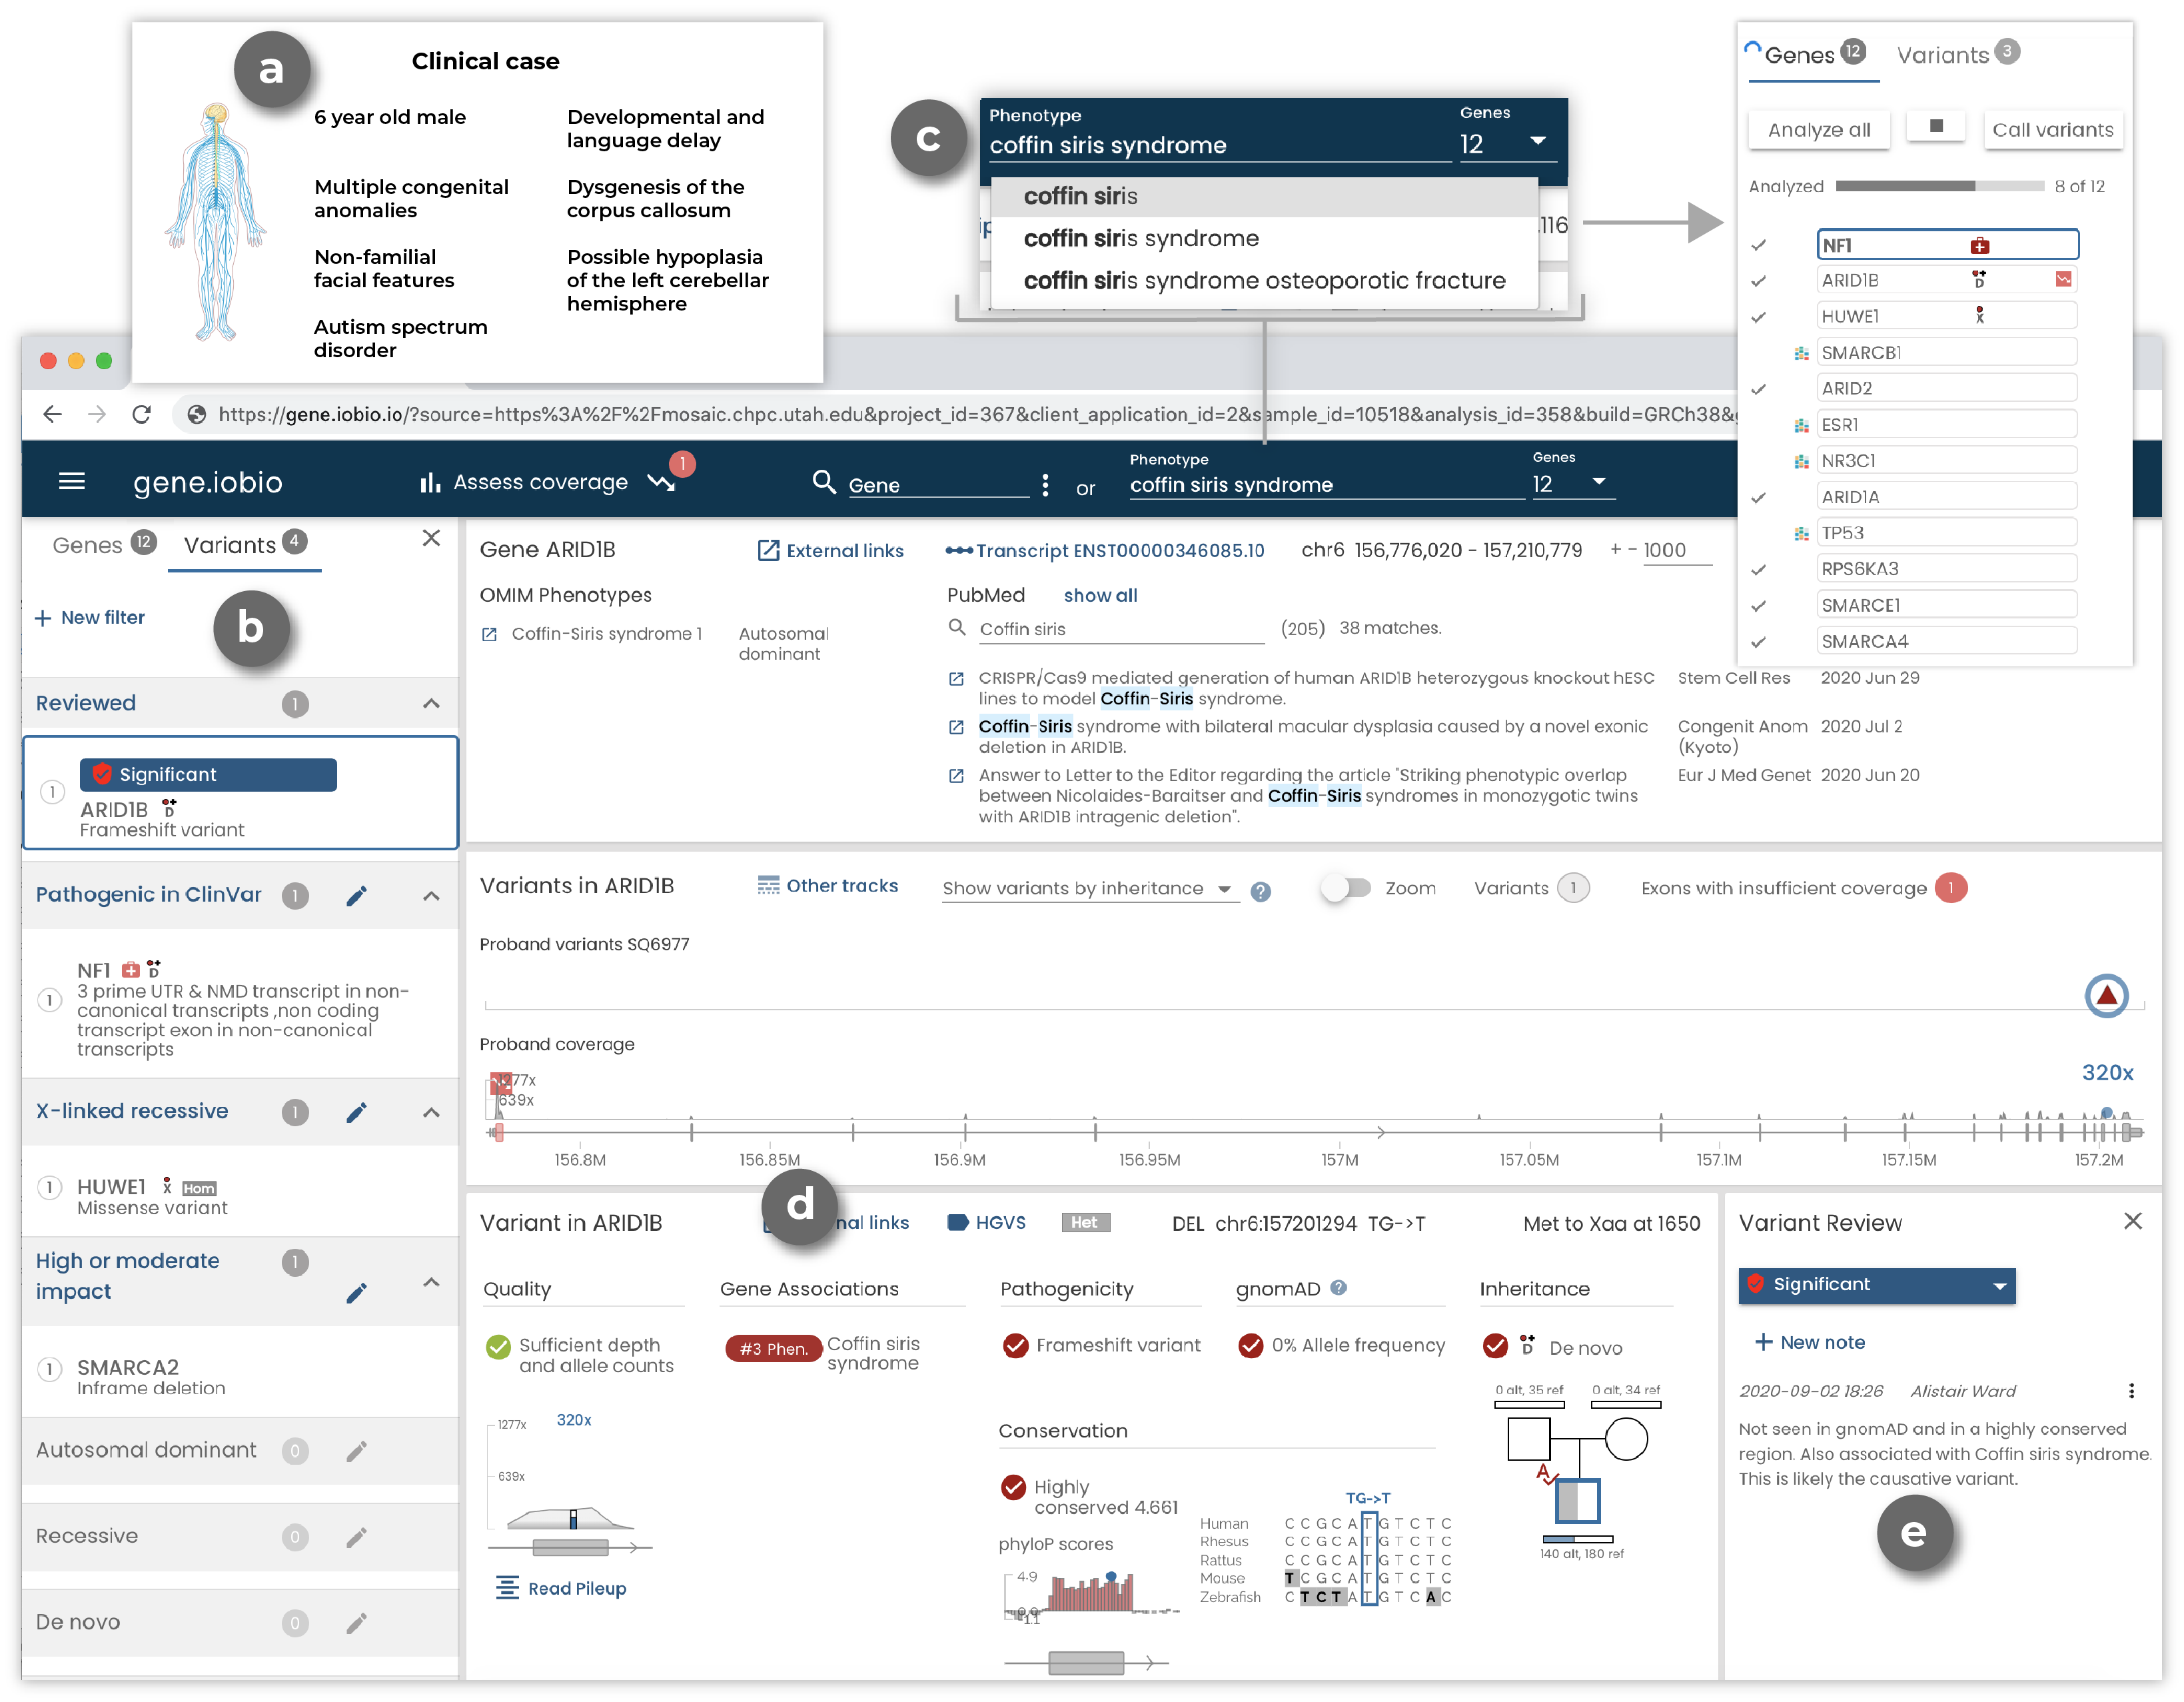 a
Clinical case
6 year old male
Multiple congenital
anomalies
Non-familial
facial features
Autism spectrum
disorder
Developmental and
language delay
Dysgenesis of the
corpus callosum
Possible hypoplasia
of the left cerebellar
hemisphere
c
Phenotype
coffin siris syndrome
Genes
12
coffin siris
coffin siris syndrome
coffin siris syndrome osteoporotic fracture
116
Genes 12 Variants 3
Analyze all Call variants
Analyzed 8 of 12
NF1
ARID1B D
HUWE1 X
SMARCB1
ARID2
ESR1
NR3C1
ARID1A
TP53
RPS6KA3
SMARCE1
SMARCA4
https://gene.iobio.io/?source=https%3A%2F%2Fmosaic.chpc.utah.edu&project_id=367&client_application_id=2&sample_id=10518&analysis_id=358&build=GRCh38&
gene.iobio Assess coverage 1 Gene or
Phenotype
coffin siris syndrome
Genes
12
Genes 12 Variants 4
b
+ New filter
Reviewed 1
1 Significant
ARID1B D
Frameshift variant
Pathogenic in ClinVar 1
NF1 D
1 3 prime UTR & NMD transcript in non-
canonical transcripts ,non coding
transcript exon in non-canonical
transcripts
X-linked recessive 1
1 HUWE1 X Hom
Missense variant
High or moderate
impact 1
1 SMARCA2
Inframe deletion
Autosomal dominant 0
Recessive 0
De novo 0
Gene ARID1B External links Transcript ENST00000346085.10 chr6 156,776,020 - 157,210,779 + - 1000
OMIM Phenotypes
Coffin-Siris syndrome 1 Autosomal
dominant
PubMed show all
Coffin siris (205) 38 matches.
CRISPR/Cas9 mediated generation of human ARID1B heterozygous knockout hESC
lines to model Coffin-Siris syndrome.
Stem Cell Res 2020 Jun 29
Coffin-Siris syndrome with bilateral macular dysplasia caused by a novel exonic
deletion in ARID1B.
Congenit Anom
(Kyoto)
2020 Jul 2
Answer to Letter to the Editor regarding the article "Striking phenotypic overlap
between Nicolaides-Baraitser and Coffin-Siris syndromes in monozygotic twins
with ARID1B intragenic deletion".
Eur J Med Genet 2020 Jun 20
Variants in ARID1B Other tracks Show variants by inheritance ? Zoom Variants 1 Exons with insufficient coverage 1
Proband variants SQ6977
Proband coverage
1277x
639x
320x
156.8M 156.85M 156.9M 156.95M 157M 157.05M 157.1M 157.15M 157.2M
d
Variant in ARID1B nal links HGVS Het DEL chr6:157201294 TG->T Met to Xaa at 1650
Quality
Sufficient depth
and allele counts
1277x
320x
639x
Read Pileup
Gene Associations
#3 Phen. Coffin siris
syndrome
Pathogenicity
Frameshift variant
gnomAD ?
0% Allele frequency
Conservation
Highly
conserved 4.661
phyloP scores
4.9
TG->T
Human C C G C A T G T C T C
Rhesus C C G C A T G T C T C
Rattus C C G C A T G T C T C
Mouse T C G C A T G T C T C
Zebrafish C T C T A T G T C A C
Inheritance
D De novo
0 alt, 35 ref 0 alt, 34 ref
A
140 alt, 180 ref
Variant Review
Significant
+ New note
2020-09-02 18:26 Alistair Ward
Not seen in gnomAD and in a highly conserved
region. Also associated with Coffin siris syndrome.
This is likely the causative variant.
e